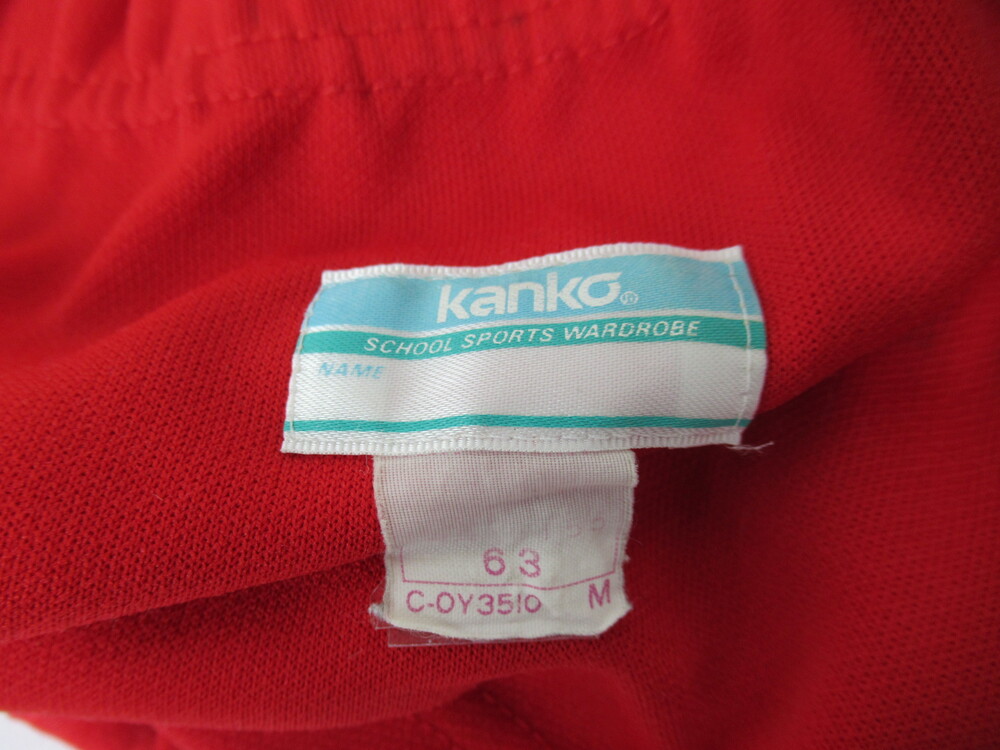 kanko®
SCHOOL SPORTS WARDROBE
NAME
63
C-OY3510 M